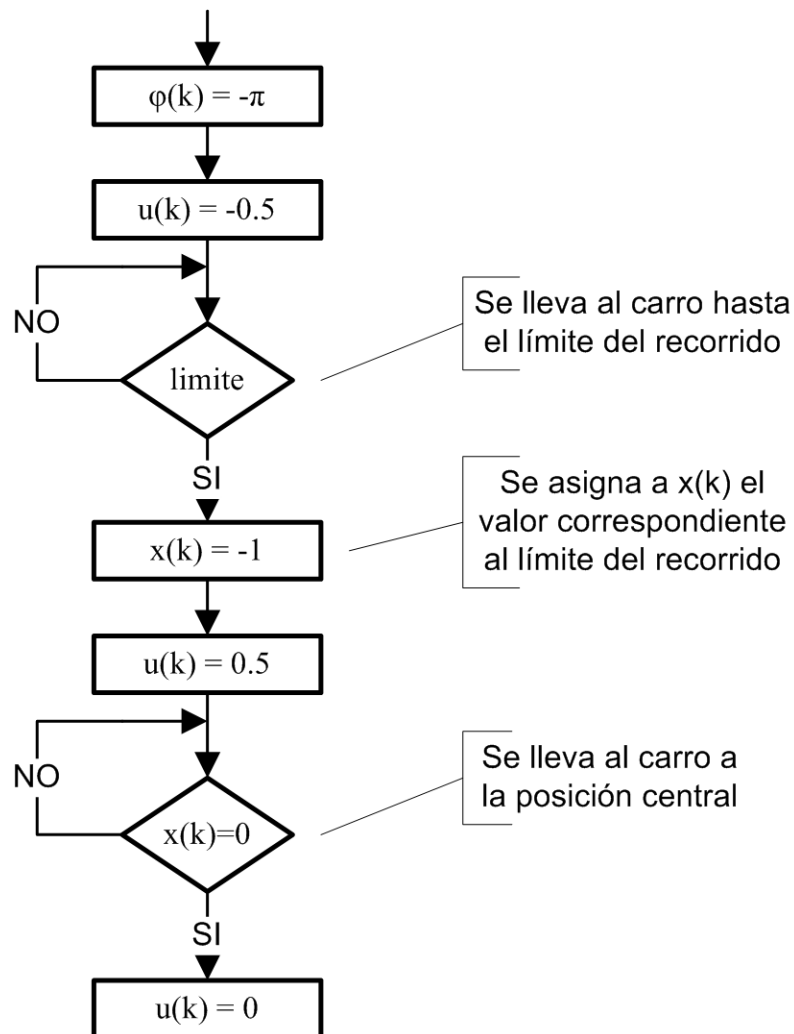 φ(k) = -π
u(k) = -0.5
NO
Se lleva al carro hasta
el límite del recorrido
limite
SI
Se asigna a x(k) el
valor correspondiente
al límite del recorrido
x(k) = -1
u(k) = 0.5
NO
Se lleva al carro a
la posición central
x(k)=0
SI
u(k) = 0